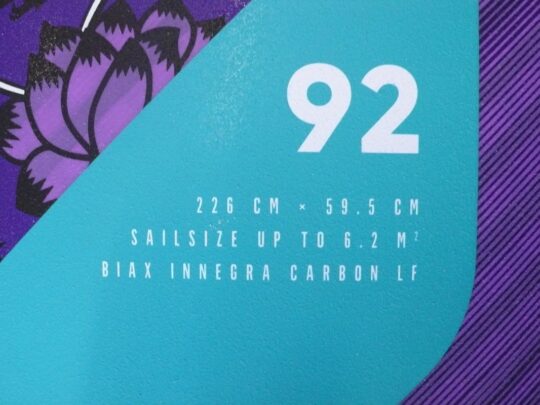 92
226 CM × 59.5 CM
SAILSIZE UP TO 6.2 M²
BIAX INNEGRA CARBON LF